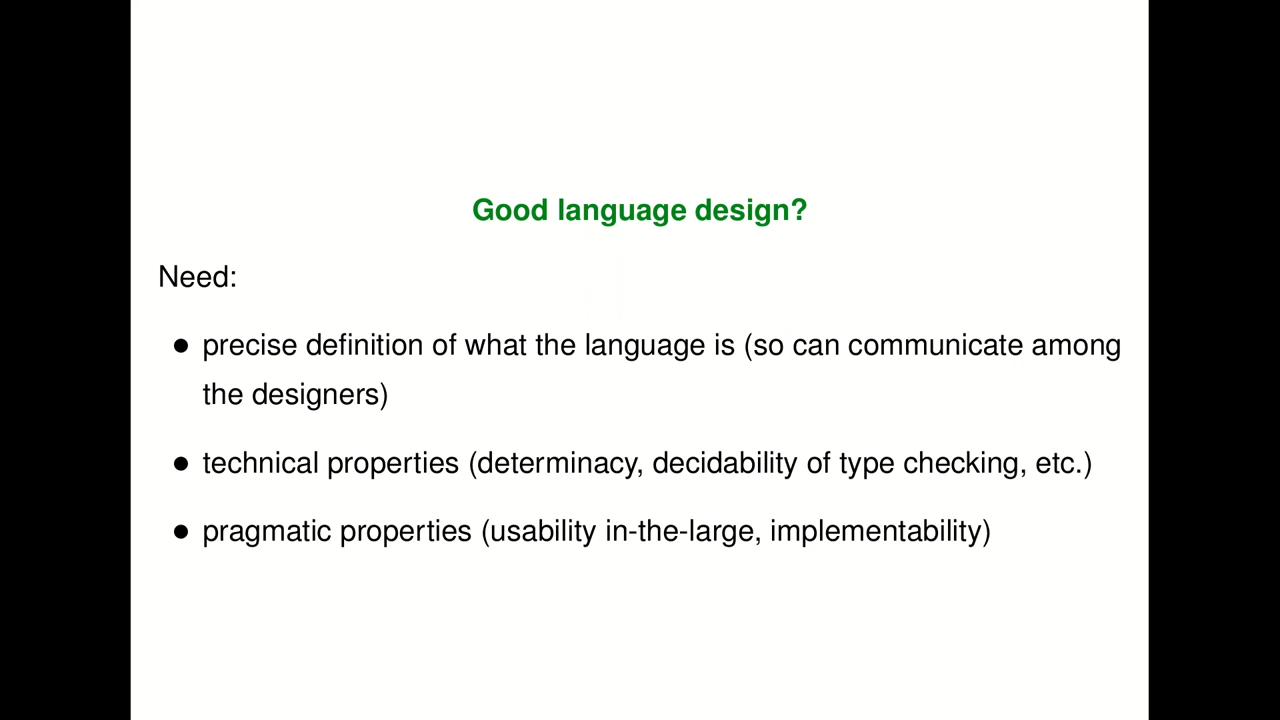 Good language design?
Need:
● precise definition of what the language is (so can communicate among
the designers)
● technical properties (determinacy, decidability of type checking, etc.)
● pragmatic properties (usability in-the-large, implementability)